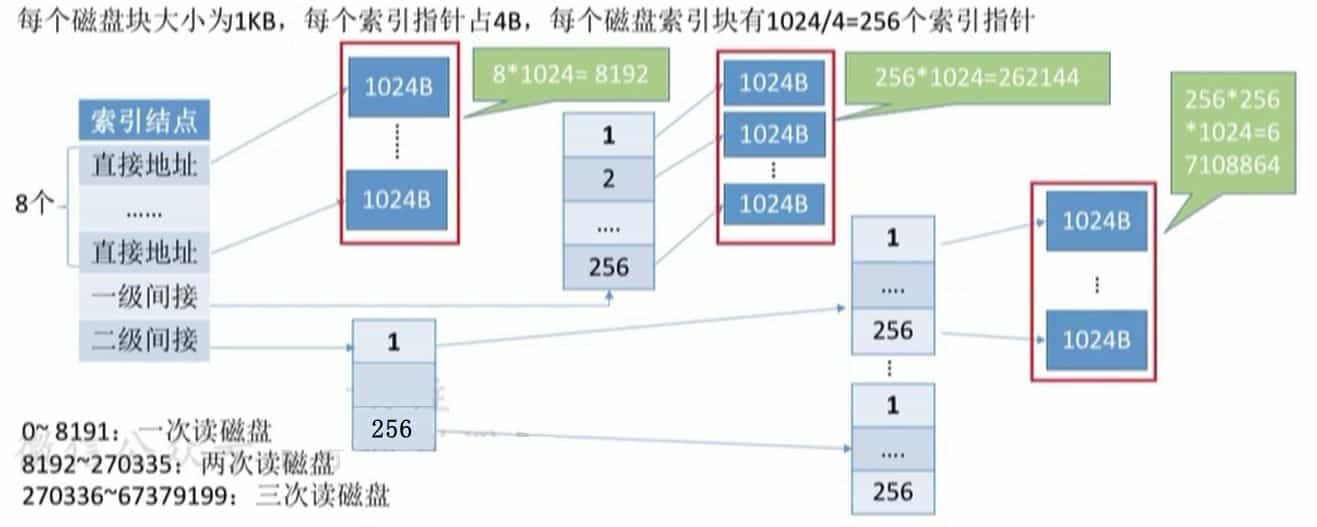 每个磁盘块大小为1KB，每个索引指针占4B，每个磁盘索引块有1024/4=256个索引指针
索引结点
8个
直接地址
......
直接地址
一级间接
二级间接
1024B
1024B
8*1024= 8192
1
2
....
256
1024B
1024B
1024B
256*1024=262144
1
256
1
....
256
1
....
256
1024B
1024B
256*256
*1024=6
7108864
0~ 8191：一次读磁盘
8192~270335：两次读磁盘
270336~67379199：三次读磁盘